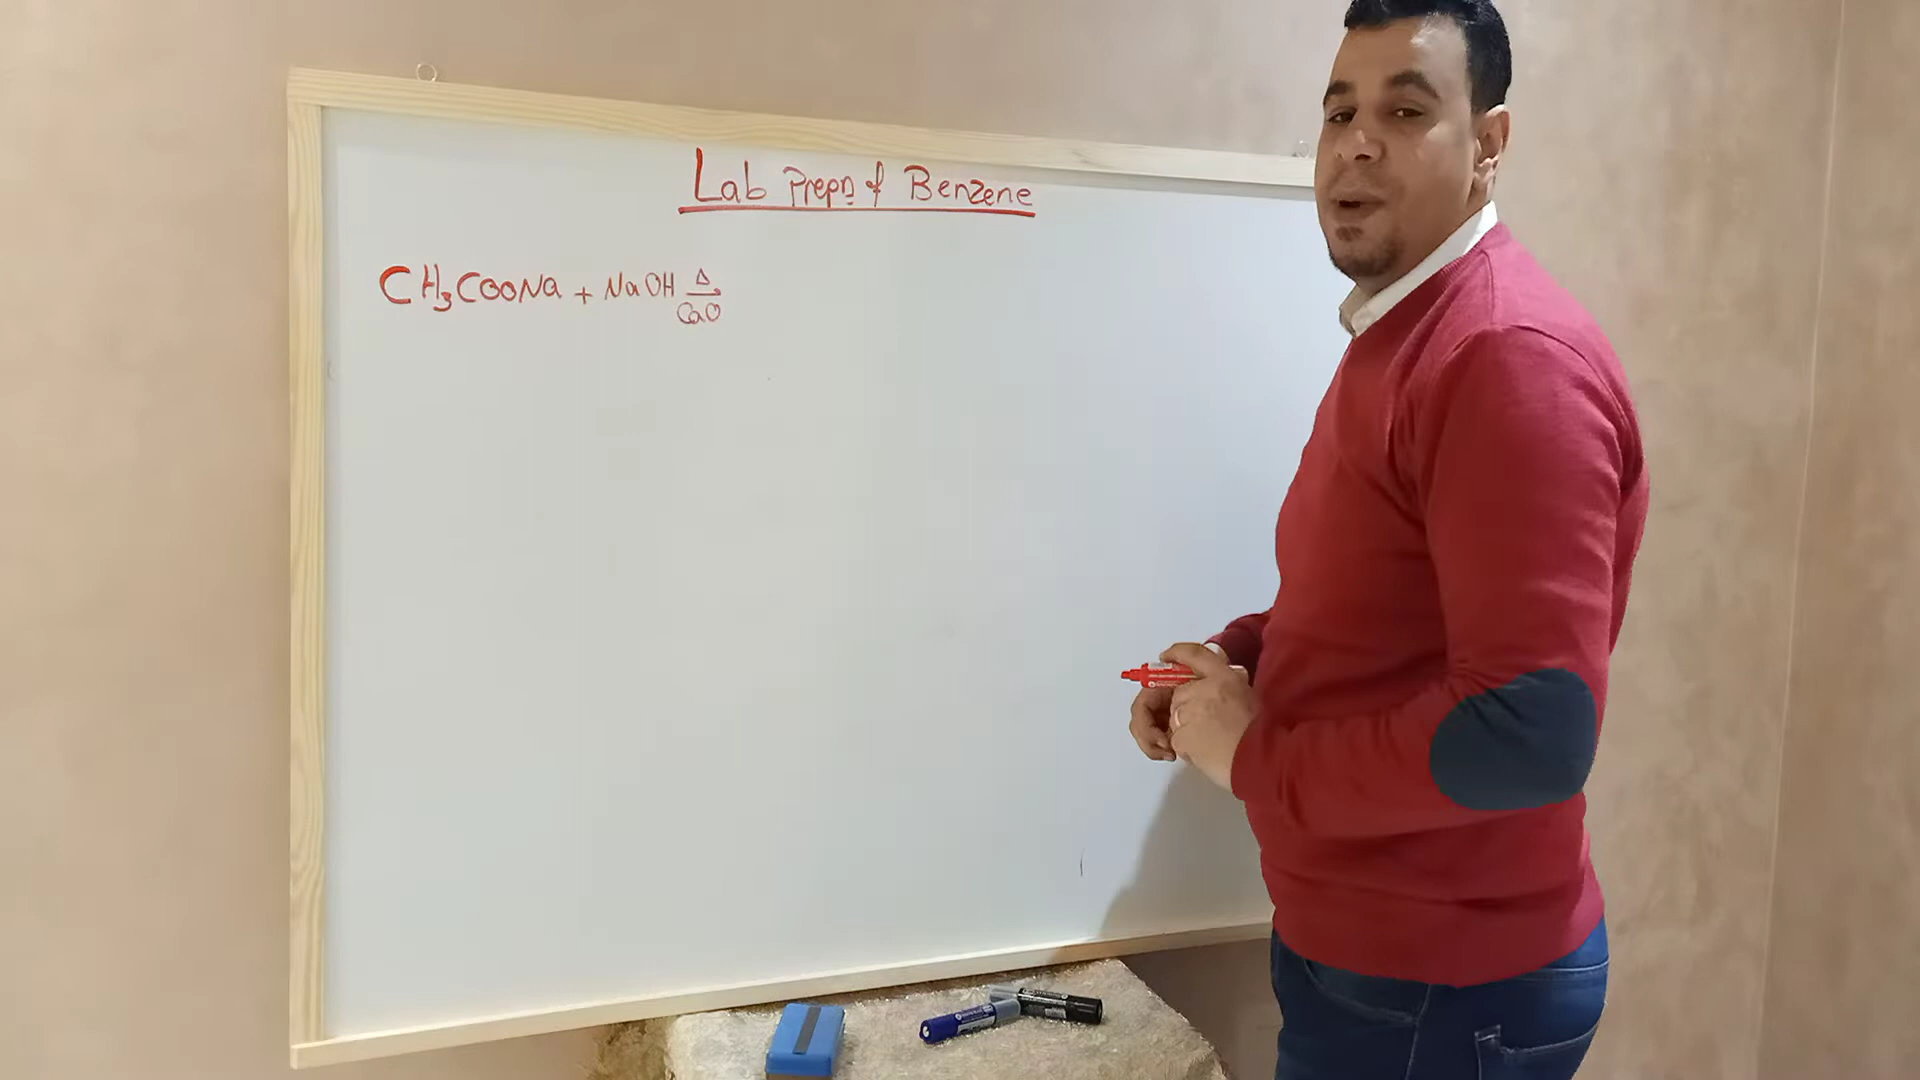 Lab Prepn of Benzene
CH₃COONa + NaOH Δ→
CaO